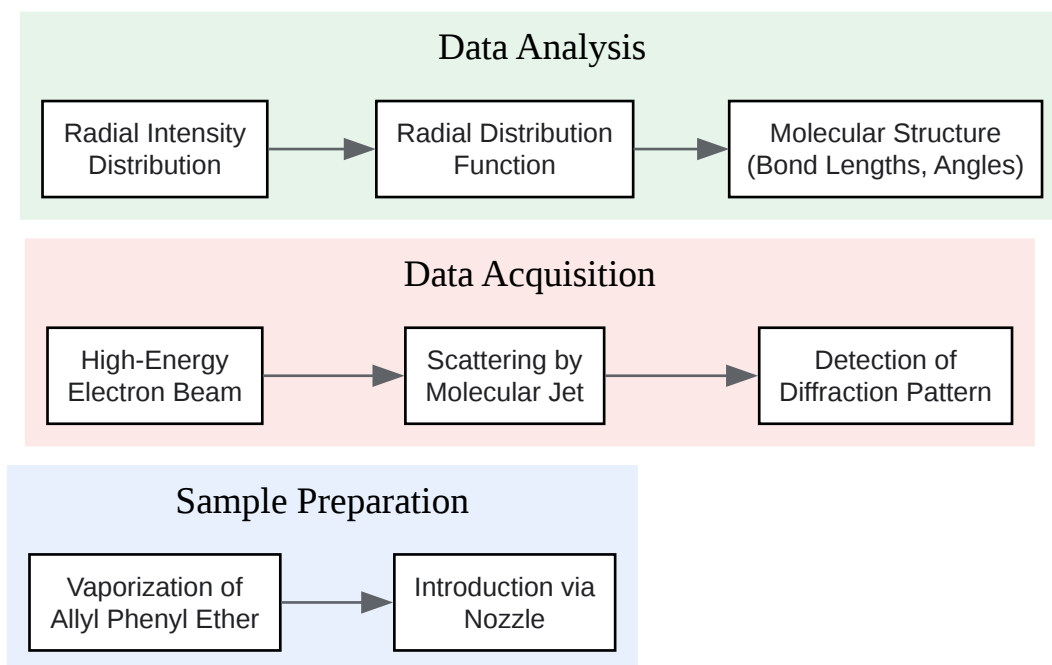 Data Analysis
Radial Intensity
Distribution
Radial Distribution
Function
Molecular Structure
(Bond Lengths, Angles)
Data Acquisition
High-Energy
Electron Beam
Scattering by
Molecular Jet
Detection of
Diffraction Pattern
Sample Preparation
Vaporization of
Allyl Phenyl Ether
Introduction via
Nozzle